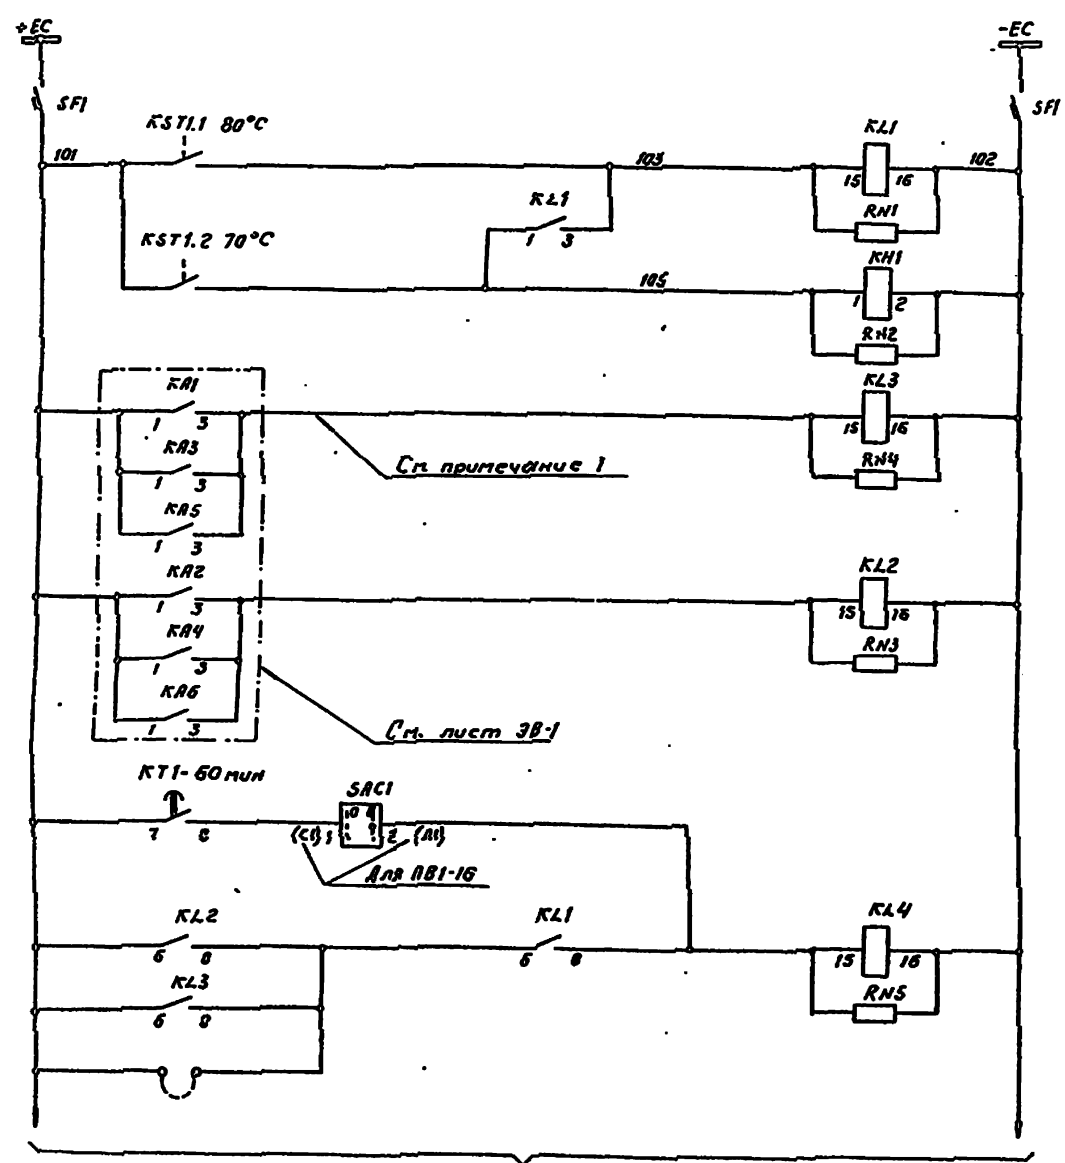 +EC
-EC
SF1
SF1
KST1.1 80°C
KL1
101
103
15 16
102
KL1
RN1
1 3
KST1.2 70°C
KH1
105
1 2
RN2
KA1
KL3
1 3
15 16
KA3
См примечание 1
RN4
1 3
KA5
1 3
KA2
KL2
1 3
15 16
KA4
RN3
1 3
KA6
1 3
См. лист ЭВ-1
KT1-60 мин
SAC1
7 8
(С1) 1
2 (Л1)
Для ПВ1-16
KL2
KL1
KL4
6 8
6 8
15 16
KL3
RN5
6 8